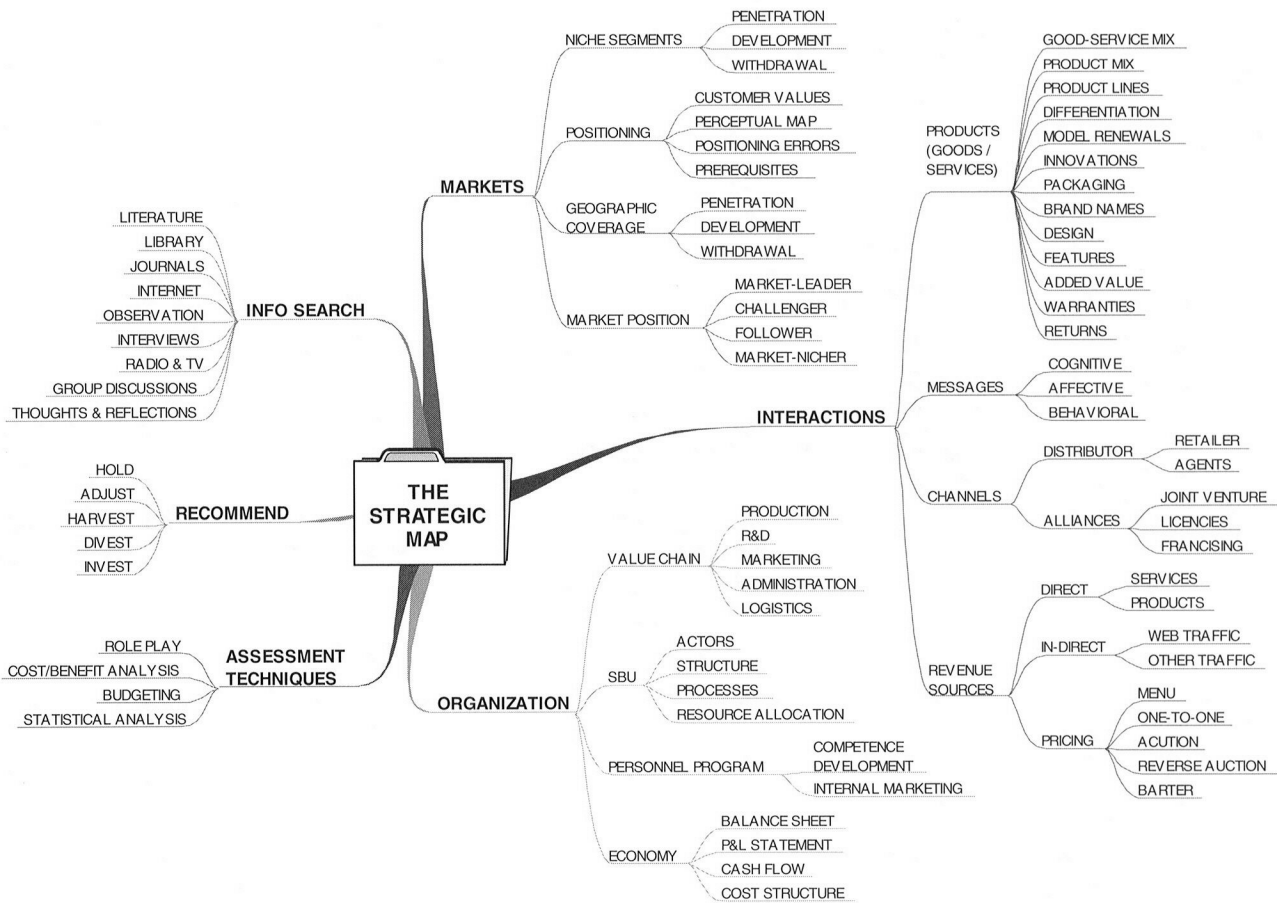 THE
STRATEGIC
MAP
MARKETS
NICHE SEGMENTS
PENETRATION
DEVELOPMENT
WITHDRAWAL
POSITIONING
CUSTOMER VALUES
PERCEPTUAL MAP
POSITIONING ERRORS
PREREQUISITES
GEOGRAPHIC
COVERAGE
PENETRATION
DEVELOPMENT
WITHDRAWAL
MARKET POSITION
MARKET-LEADER
CHALLENGER
FOLLOWER
MARKET-NICHER
INTERACTIONS
PRODUCTS
(GOODS /
SERVICES)
GOOD-SERVICE MIX
PRODUCT MIX
PRODUCT LINES
DIFFERENTIATION
MODEL RENEWALS
INNOVATIONS
PACKAGING
BRAND NAMES
DESIGN
FEATURES
ADDED VALUE
WARRANTIES
RETURNS
MESSAGES
COGNITIVE
AFFECTIVE
BEHAVIORAL
CHANNELS
DISTRIBUTOR
RETAILER
AGENTS
ALLIANCES
JOINT VENTURE
LICENCIES
FRANCISING
REVENUE
SOURCES
DIRECT
SERVICES
PRODUCTS
IN-DIRECT
WEB TRAFFIC
OTHER TRAFFIC
PRICING
MENU
ONE-TO-ONE
ACUTION
REVERSE AUCTION
BARTER
ORGANIZATION
VALUE CHAIN
PRODUCTION
R&D
MARKETING
ADMINISTRATION
LOGISTICS
SBU
ACTORS
STRUCTURE
PROCESSES
RESOURCE ALLOCATION
PERSONNEL PROGRAM
COMPETENCE
DEVELOPMENT
INTERNAL MARKETING
ECONOMY
BALANCE SHEET
P&L STATEMENT
CASH FLOW
COST STRUCTURE
INFO SEARCH
LITERATURE
LIBRARY
JOURNALS
INTERNET
OBSERVATION
INTERVIEWS
RADIO & TV
GROUP DISCUSSIONS
THOUGHTS & REFLECTIONS
RECOMMEND
HOLD
ADJUST
HARVEST
DIVEST
INVEST
ASSESSMENT
TECHNIQUES
ROLE PLAY
COST/BENEFIT ANALYSIS
BUDGETING
STATISTICAL ANALYSIS